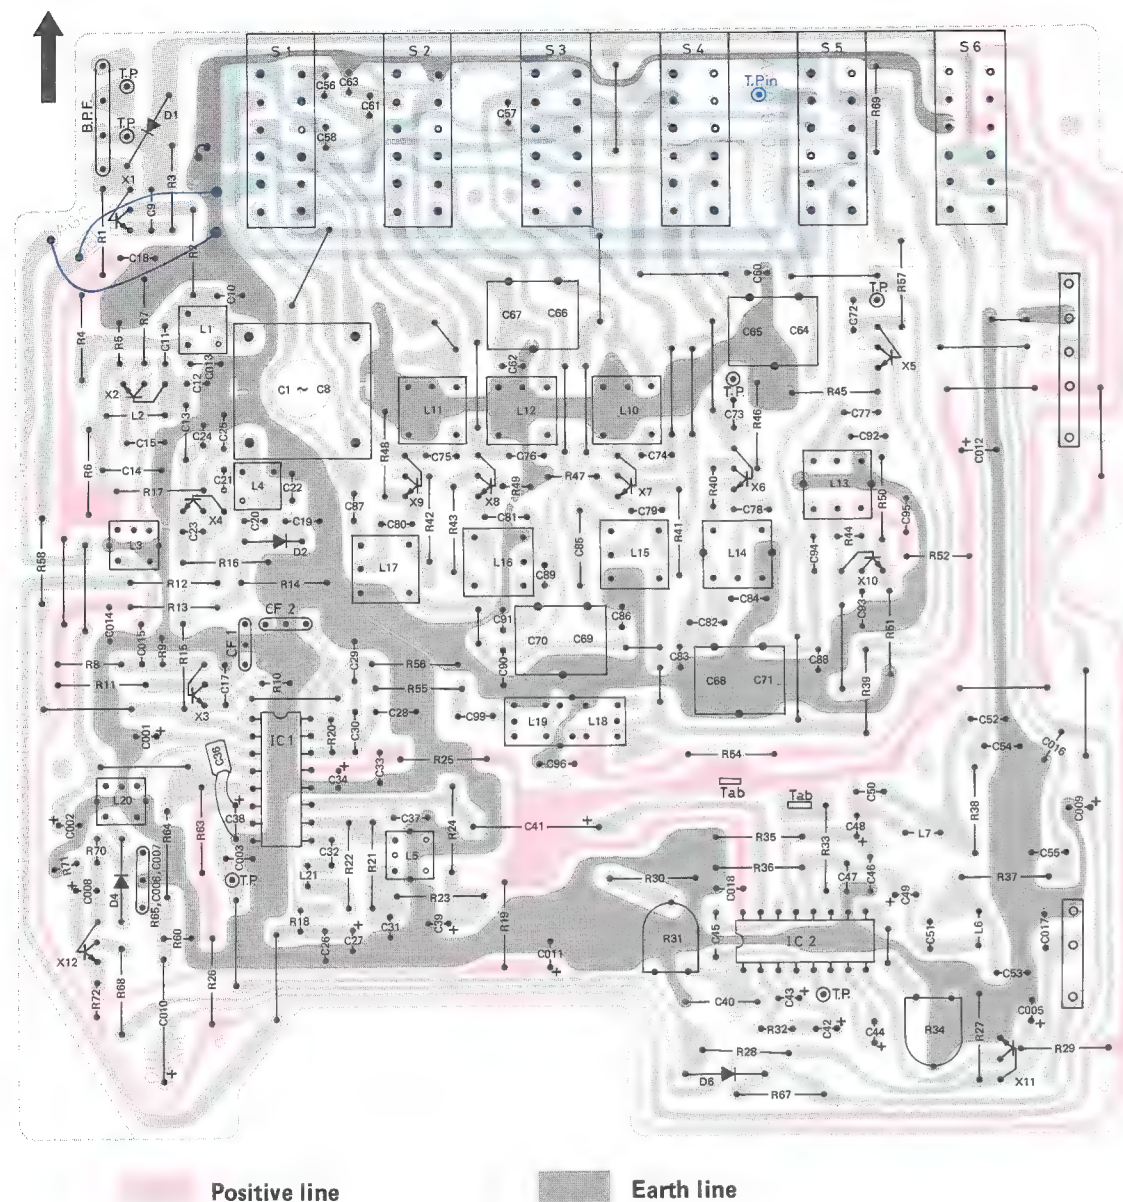 S 1 S 2 S 3 S 4 S 5 S 6
B.P.F. T.P. C56 C63 C61 C57 T.Pin R69
D1 T.P. C58
X1 R3
R1 C9 R2
C18 C60 R57
R4 R7 C10 T.P.
R5 C11 L1 C67 C66 C65 C64 C72
C12 C013 C1 ~ C8 C62 X5
X2 T.P. R45
L2 C13 C24 C25 L11 L12 L10 C73 R46 C77
R6 C15 R48 C75 C76 C74 C92 C012 +
C14 C21 L4 C22 X9 X8 R49 R47 X7 R40 X6 L13 R50
R17 X4 C87 R42 R43
C23 C20 C19 C80 C81 C79 R41 C78 C95
R58 L3 D2 L17 L16 C85 L15 L14 C94 R44 R52
R16 C89 X10
R12 R14
R13 CF 2 C91 C86 C84 C93 R51
C014 C015 R9 R15 CF 1 C29 C70 C69 C82
R8 R56 C90 C83 C88 R39
R11 C17 R10 R55 C68 C71
X3 C28 C99 L19 L18 C52
C001 + IC 1 R20 C30 C54 C016
C36 C34 + C33 R25 C96 R54
L20 Tab Tab C50 R38 C009 +
C002 + R64 R63 C38 + C37 R24 C41 + R35 R33 C48 + L7
R71 R70 C003 C32 R22 R21 L5 R36 C47 C46 C55
C008 + D4 R65,C006,C007 T.P. L21 R23 R30 C018 C49 + R37
R18 C31 C39 + R19 C45 IC 2 C51 L6 C017
X12 R60 R26 C26 C27 + C011 + R31 C53
R72 R68 C010 + C40 C43 + T.P. C005 +
R32 C42 + C44 + R34 R27
R28 R29
D6 R67 X11
Positive line Earth line